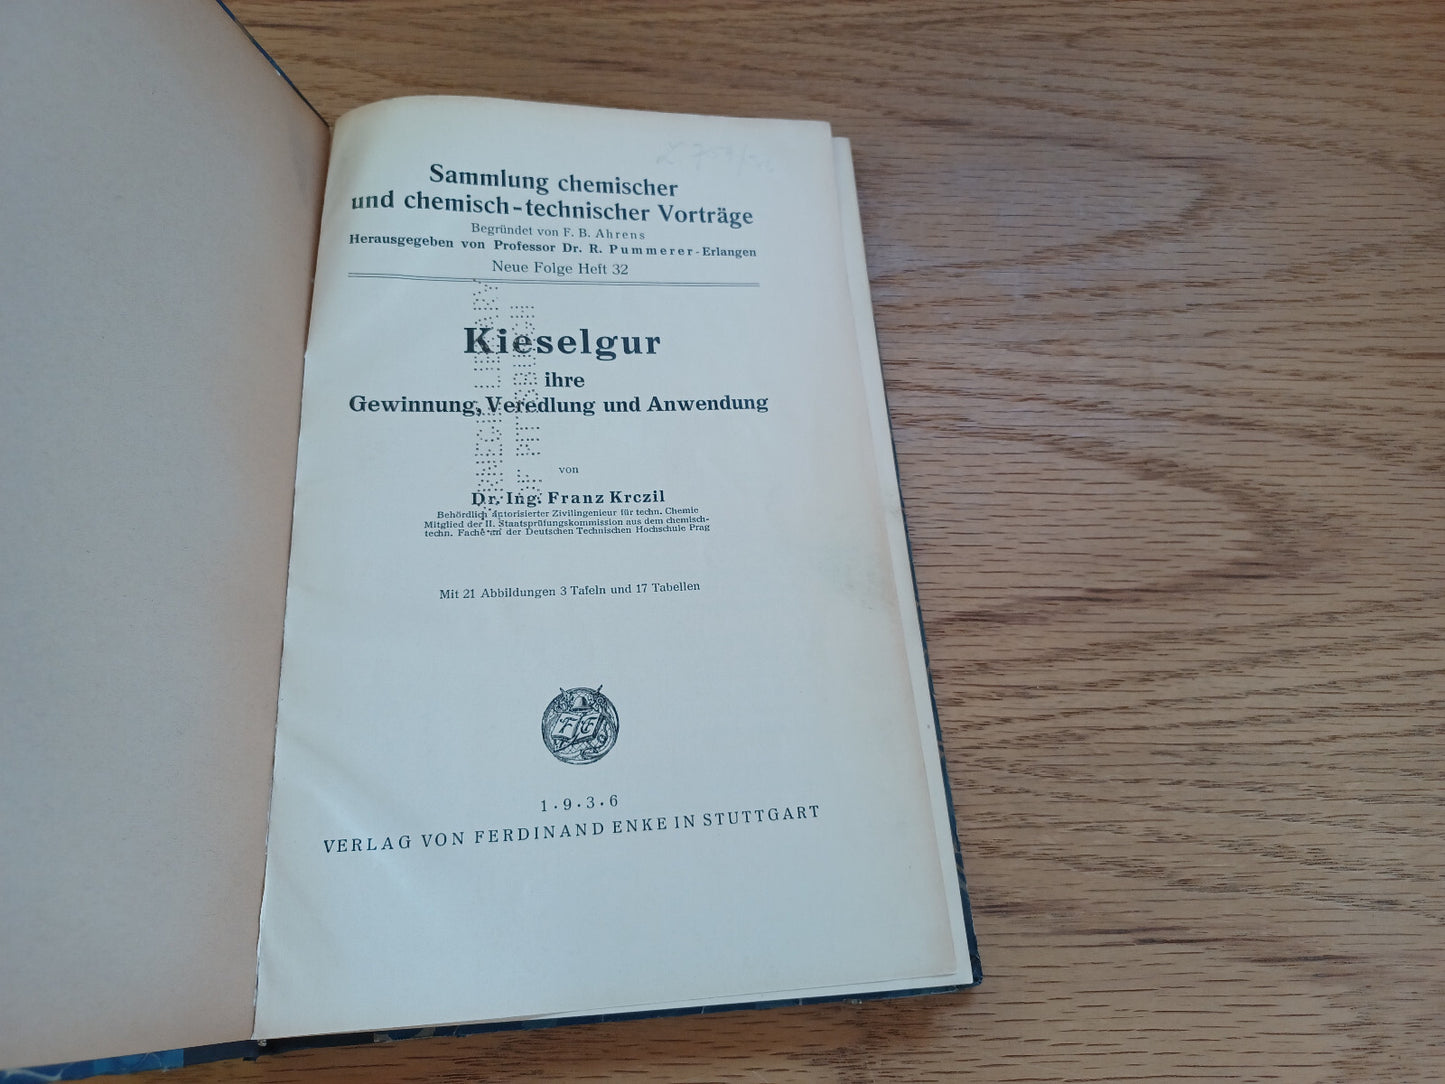 Sammlung chemischer
und chemisch-technischer Vorträge
Begründet von F. B. Ahrens
Herausgegeben von Professor Dr. R. Pummerer-Erlangen
Neue Folge Heft 32
Kieselgur
ihre
Gewinnung, Veredlung und Anwendung
von
Dr. Ing. Franz Krczil
Behördlich autorisierter Zivilingenieur für techn. Chemie
Mitglied der II. Staatsprüfungskommission aus dem chemisch-
techn. Fache an der Deutschen Technischen Hochschule Prag
Mit 21 Abbildungen 3 Tafeln und 17 Tabellen
F E
1·9·3·6
VERLAG VON FERDINAND ENKE IN STUTTGART